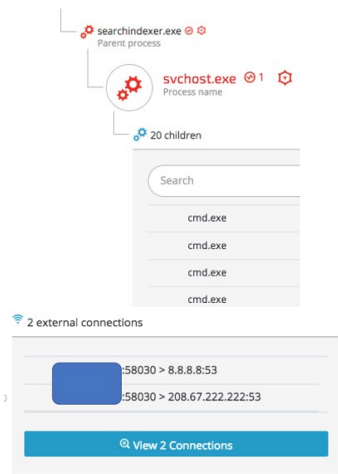 searchindexer.exe
Parent process
svchost.exe 1
Process name
20 children
Search
cmd.exe
cmd.exe
cmd.exe
cmd.exe
2 external connections
:58030 > 8.8.8.8:53
:58030 > 208.67.222.222:53
View 2 Connections